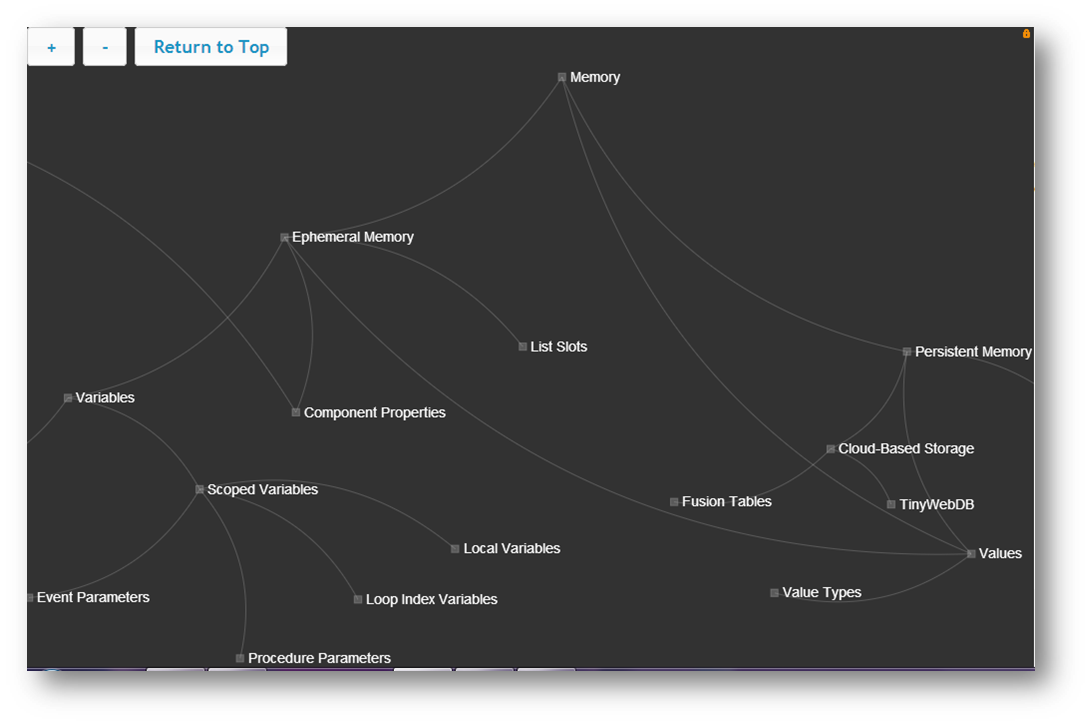 + - Return to Top
Memory
Ephemeral Memory
List Slots
Persistent Memory
Variables
Component Properties
Cloud-Based Storage
Scoped Variables
Fusion Tables
TinyWebDB
Local Variables
Values
Value Types
Event Parameters
Loop Index Variables
Procedure Parameters